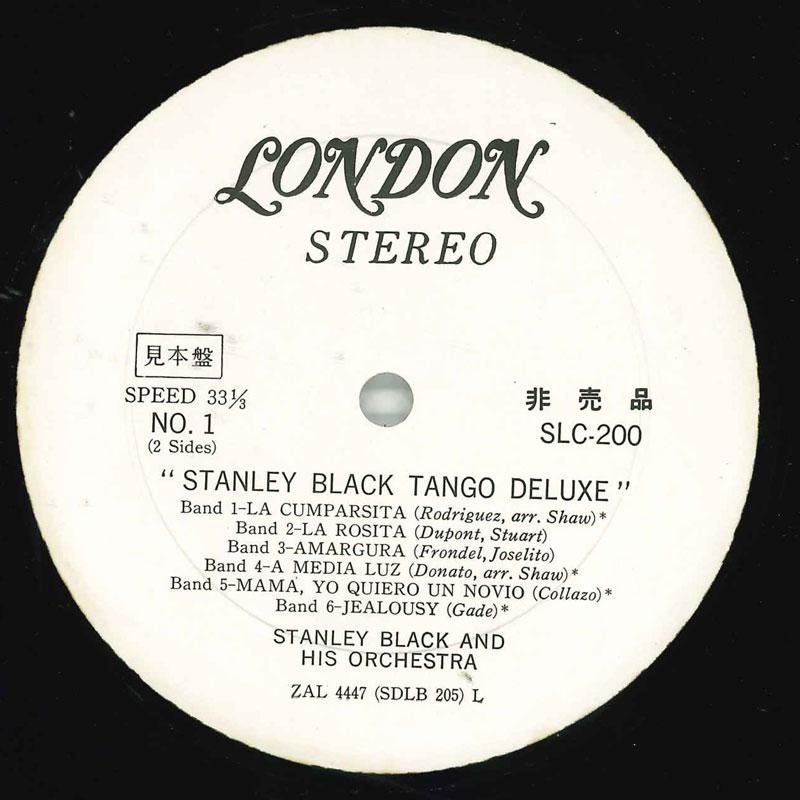 LONDON
STEREO
見本盤
SPEED 33⅓
NO. 1
(2 Sides)
非売品
SLC-200
“STANLEY BLACK TANGO DELUXE”
Band 1-LA CUMPARSITA (Rodriguez, arr. Shaw)*
Band 2-LA ROSITA (Dupont, Stuart)
Band 3-AMARGURA (Frondel, Joselito)
Band 4-A MEDIA LUZ (Donato, arr. Shaw)*
Band 5-MAMA, YO QUIERO UN NOVIO (Collazo)*
Band 6-JEALOUSY (Gade)*
STANLEY BLACK AND
HIS ORCHESTRA
ZAL 4447 (SDLB 205) L